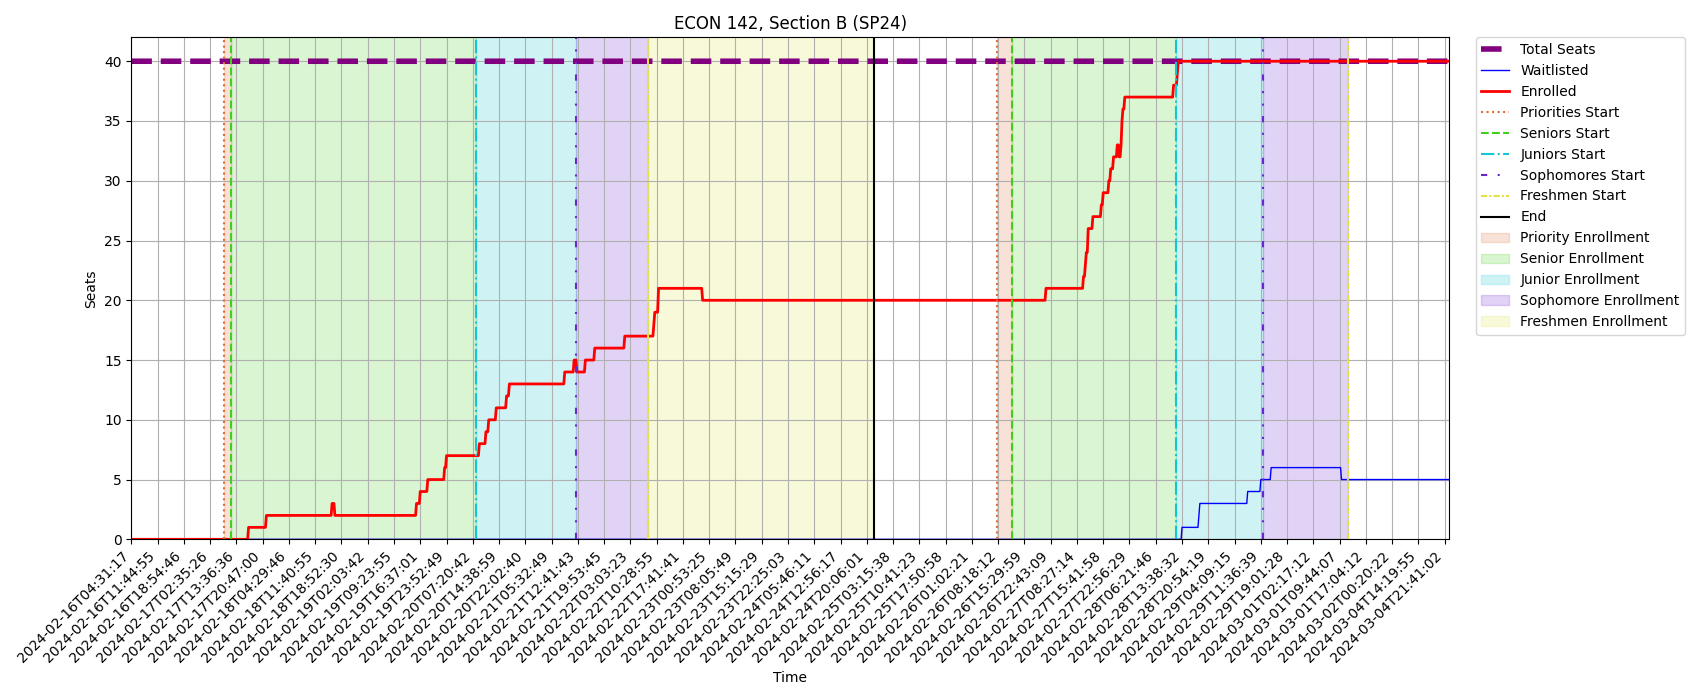 ECON 142, Section B (SP24)
Seats
40
35
30
25
20
15
10
5
0
2024-02-16T04:31:17
2024-02-16T11:44:55
2024-02-16T18:54:46
2024-02-17T02:35:26
2024-02-17T13:36:36
2024-02-17T20:47:00
2024-02-18T04:29:46
2024-02-18T11:40:55
2024-02-18T18:52:30
2024-02-19T02:03:42
2024-02-19T09:23:55
2024-02-19T16:37:01
2024-02-19T23:52:49
2024-02-20T07:20:42
2024-02-20T14:38:59
2024-02-20T22:02:40
2024-02-21T05:32:49
2024-02-21T12:41:43
2024-02-21T19:53:45
2024-02-22T03:03:23
2024-02-22T10:28:55
2024-02-22T17:41:41
2024-02-23T00:53:25
2024-02-23T08:05:49
2024-02-23T15:15:29
2024-02-23T22:25:03
2024-02-24T05:46:11
2024-02-24T12:56:17
2024-02-24T20:06:01
2024-02-25T03:15:38
2024-02-25T10:41:23
2024-02-25T17:50:58
2024-02-26T01:02:21
2024-02-26T08:18:12
2024-02-26T15:29:59
2024-02-26T22:43:09
2024-02-27T08:27:14
2024-02-27T15:41:58
2024-02-27T22:56:29
2024-02-28T06:21:46
2024-02-28T13:38:32
2024-02-28T20:54:19
2024-02-29T04:09:15
2024-02-29T11:36:39
2024-02-29T19:01:28
2024-03-01T02:17:12
2024-03-01T09:44:07
2024-03-01T17:04:12
2024-03-02T00:20:22
2024-03-04T14:19:55
2024-03-04T21:41:02
Time
Total Seats
Waitlisted
Enrolled
Priorities Start
Seniors Start
Juniors Start
Sophomores Start
Freshmen Start
End
Priority Enrollment
Senior Enrollment
Junior Enrollment
Sophomore Enrollment
Freshmen Enrollment